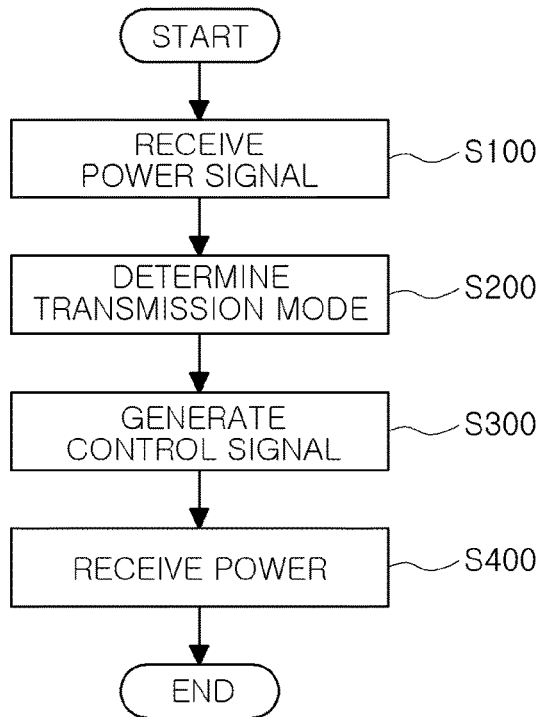 START
RECEIVE
POWER SIGNAL
S100
DETERMINE
TRANSMISSION MODE
S200
GENERATE
CONTROL SIGNAL
S300
RECEIVE POWER
S400
END